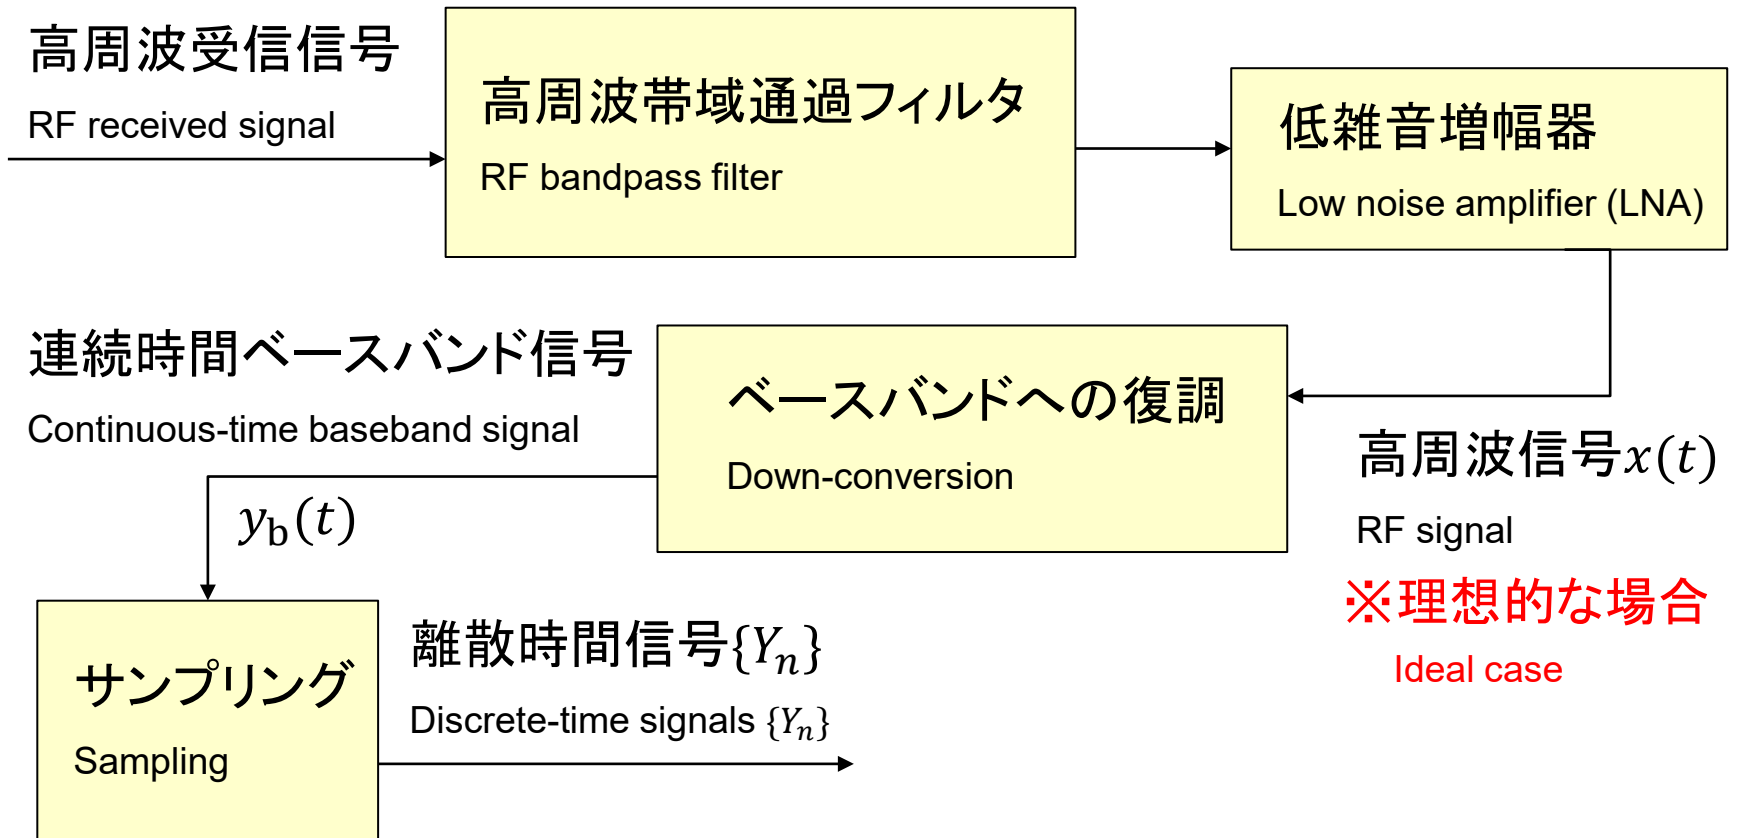 高周波受信信号
RF received signal
高周波帯域通過フィルタ
RF bandpass filter
低雑音増幅器
Low noise amplifier (LNA)
高周波信号x(t)
RF signal
※理想的な場合
Ideal case
ベースバンドへの復調
Down-conversion
連続時間ベースバンド信号
Continuous-time baseband signal
y_b(t)
サンプリング
Sampling
離散時間信号{Y_n}
Discrete-time signals {Y_n}